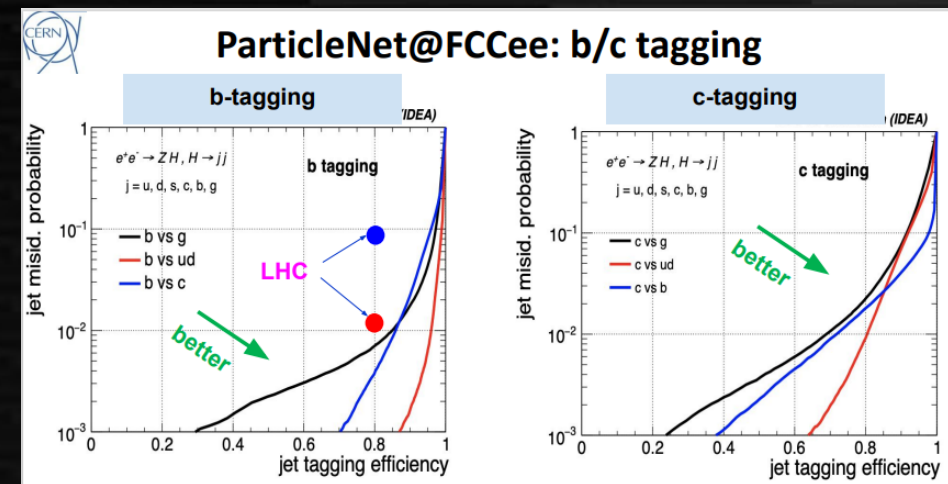 CERN
ParticleNet@FCCee: b/c tagging
b-tagging
(IDEA)
jet misid. probability
1
10⁻¹
10⁻²
10⁻³
e⁺e⁻ → ZH, H → jj
j = u, d, s, c, b, g
b tagging
b vs g
b vs ud
b vs c
LHC
better
0
0.2
0.4
0.6
0.8
1
jet tagging efficiency
c-tagging
(IDEA)
jet misid. probability
1
10⁻¹
10⁻²
10⁻³
e⁺e⁻ → ZH, H → jj
j = u, d, s, c, b, g
c tagging
c vs g
c vs ud
c vs b
better
0
0.2
0.4
0.6
0.8
1
jet tagging efficiency